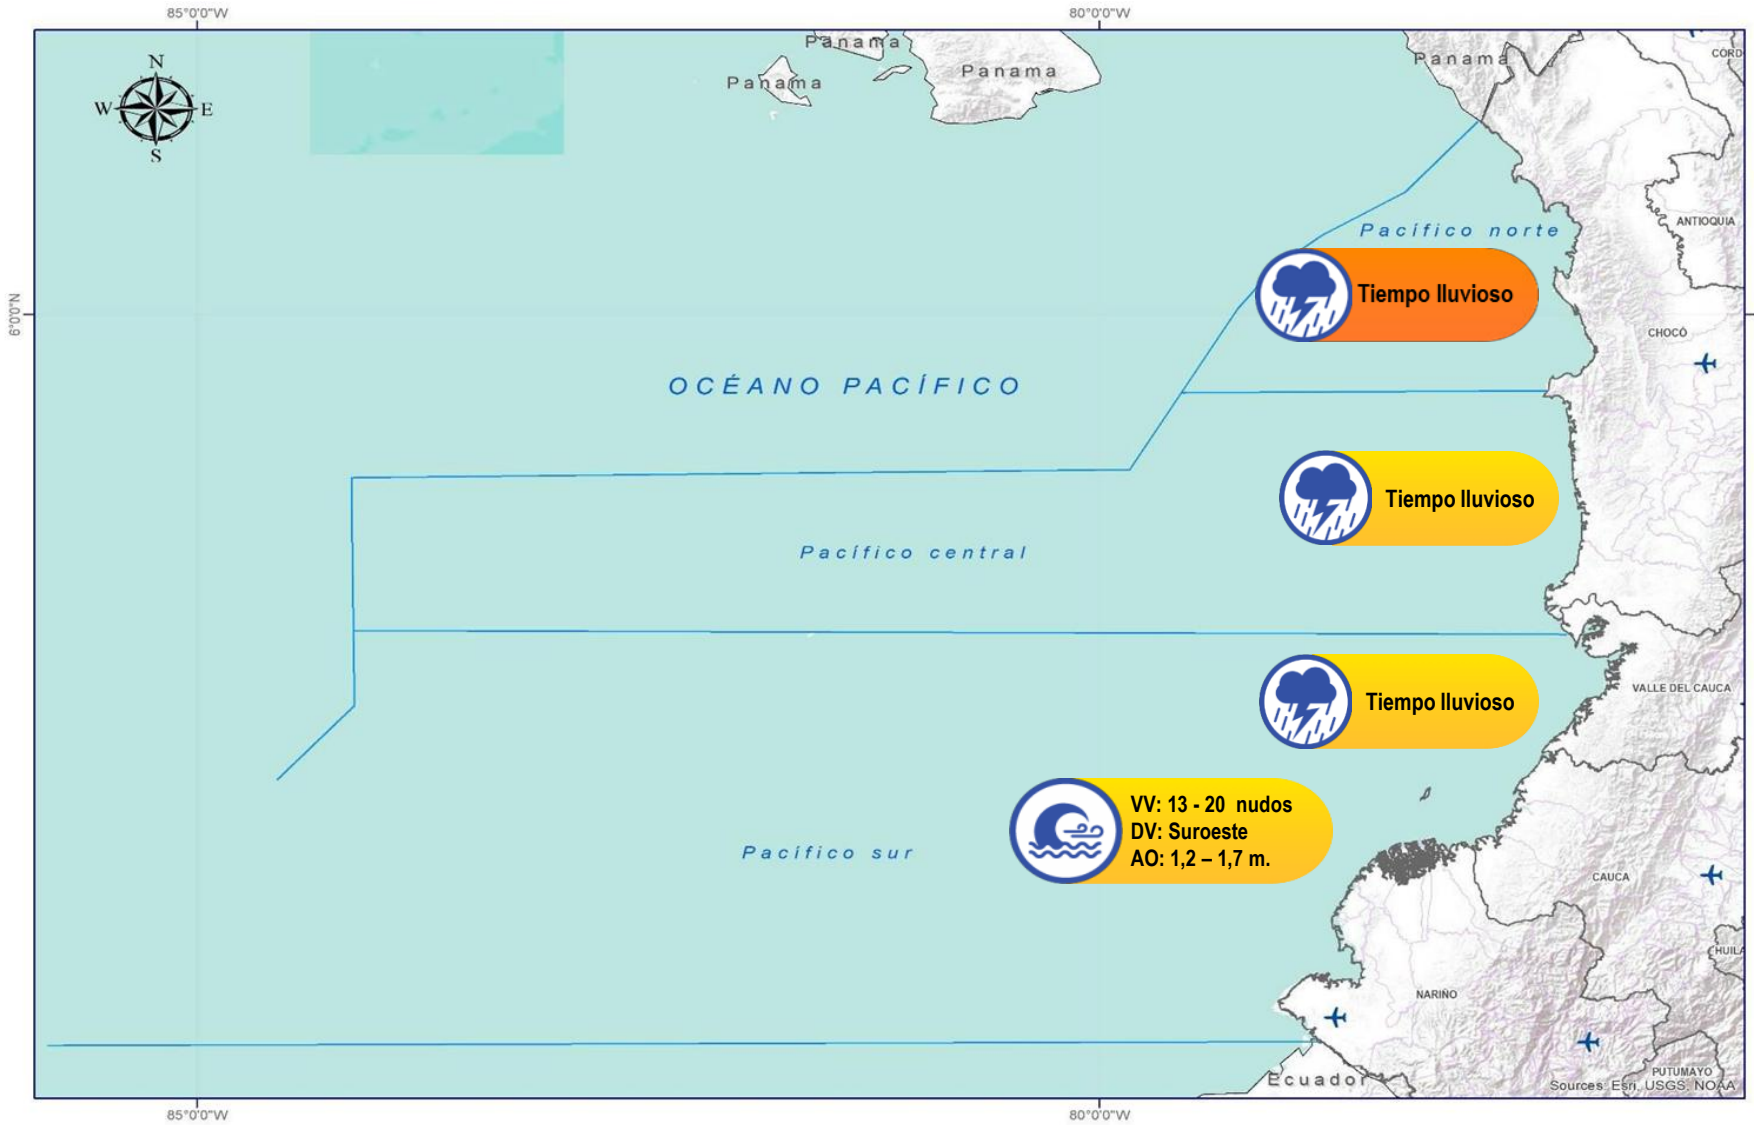 85°0'0"W
80°0'0"W
N
W
E
S
Panama
Panama
Panama
Panama
CORD
Pacífico norte
ANTIOQUIA
Tiempo lluvioso
6°0'0"N
CHOCÓ
OCÉANO PACÍFICO
Tiempo lluvioso
Pacífico central
VALLE DEL CAUCA
Tiempo lluvioso
VV: 13 - 20 nudos
DV: Suroeste
AO: 1,2 – 1,7 m.
Pacífico sur
CAUCA
HUILA
NARIÑO
PUTUMAYO
Ecuador
Sources: Esri, USGS, NOAA
85°0'0"W
80°0'0"W